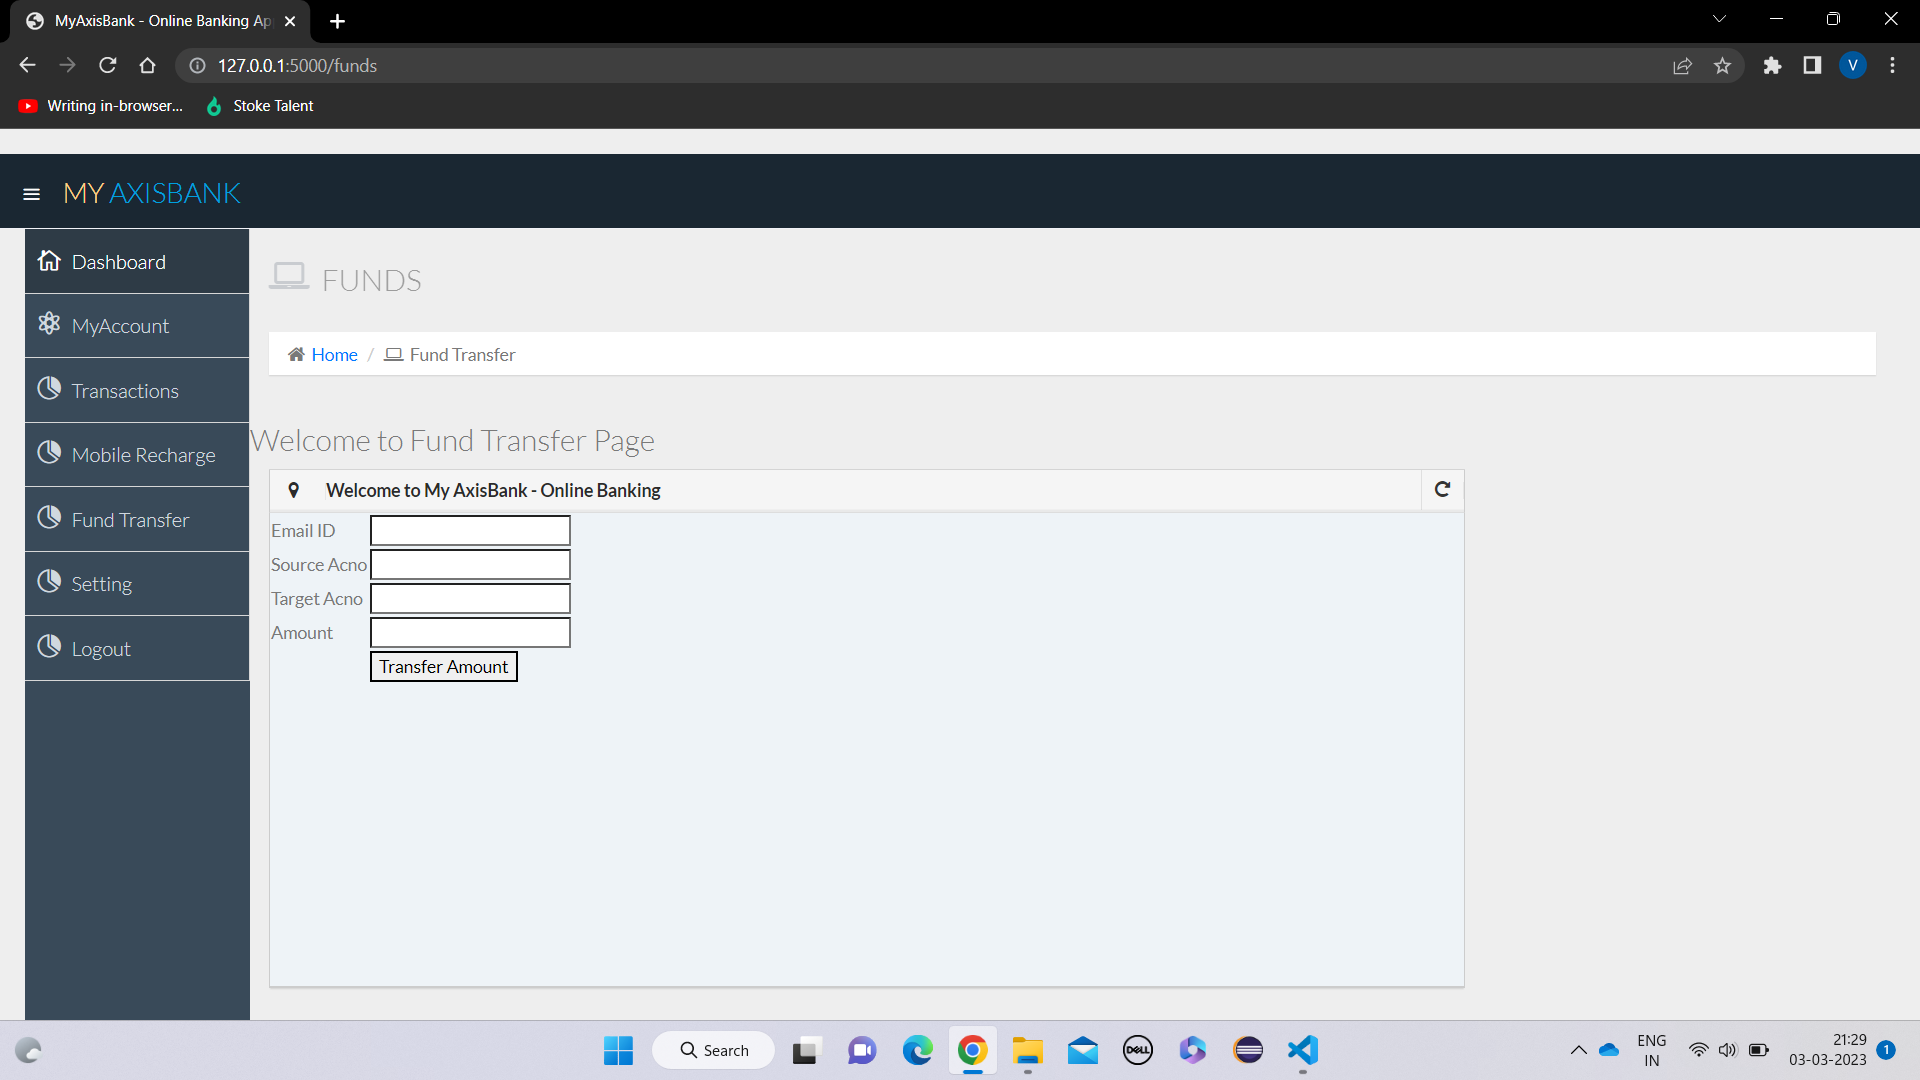 MyAxisBank - Online Banking Ap
127.0.0.1:5000/funds
V
Writing in-browser...
Stoke Talent
MY AXISBANK
Dashboard
MyAccount
Transactions
Mobile Recharge
Fund Transfer
Setting
Logout
FUNDS
Home / Fund Transfer
Welcome to Fund Transfer Page
Welcome to My AxisBank - Online Banking
Email ID
Source Acno
Target Acno
Amount
Transfer Amount
Search
DELL
ENG
IN
21:29
03-03-2023
1